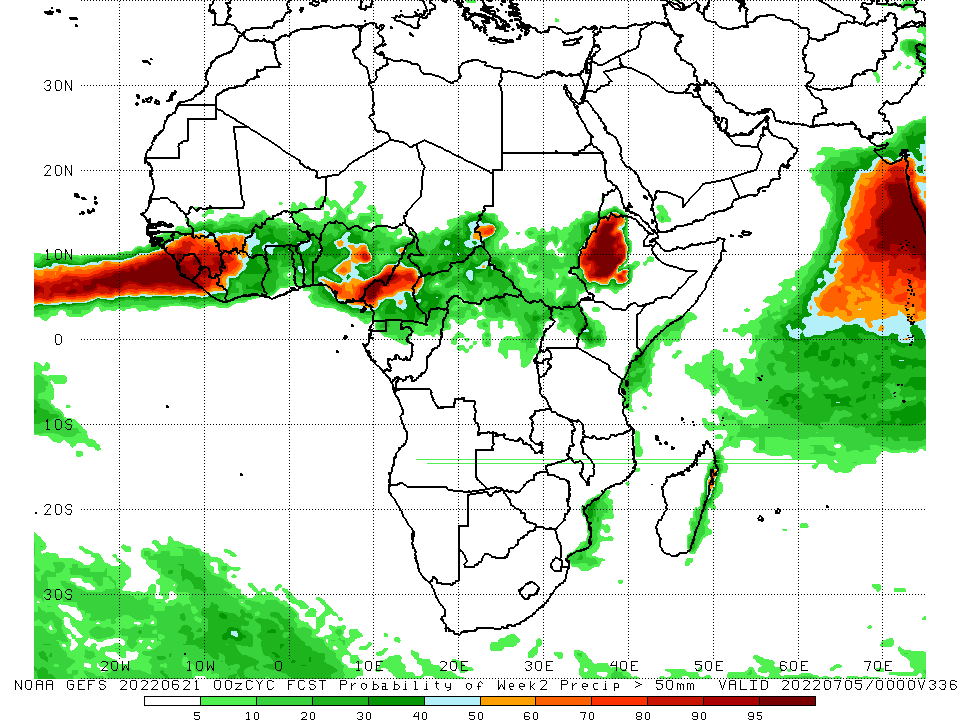 30N
20N
10N
0
10S
20S
30S
20W 10W 0 10E 20E 30E 40E 50E 60E 70E
NOAA GEFS 20220621 00zCYC FCST Probability of Week2 Precip > 50mm VALID 20220705/0000V336
5 10 20 30 40 50 60 70 80 90 95